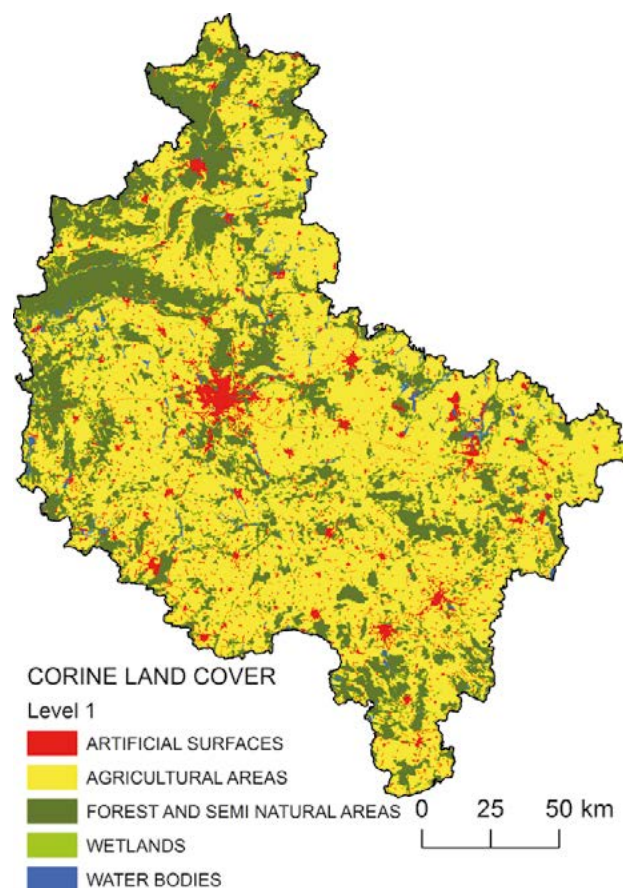 CORINE LAND COVER
Level 1
ARTIFICIAL SURFACES
AGRICULTURAL AREAS
FOREST AND SEMI NATURAL AREAS
WETLANDS
WATER BODIES
0 25 50 km